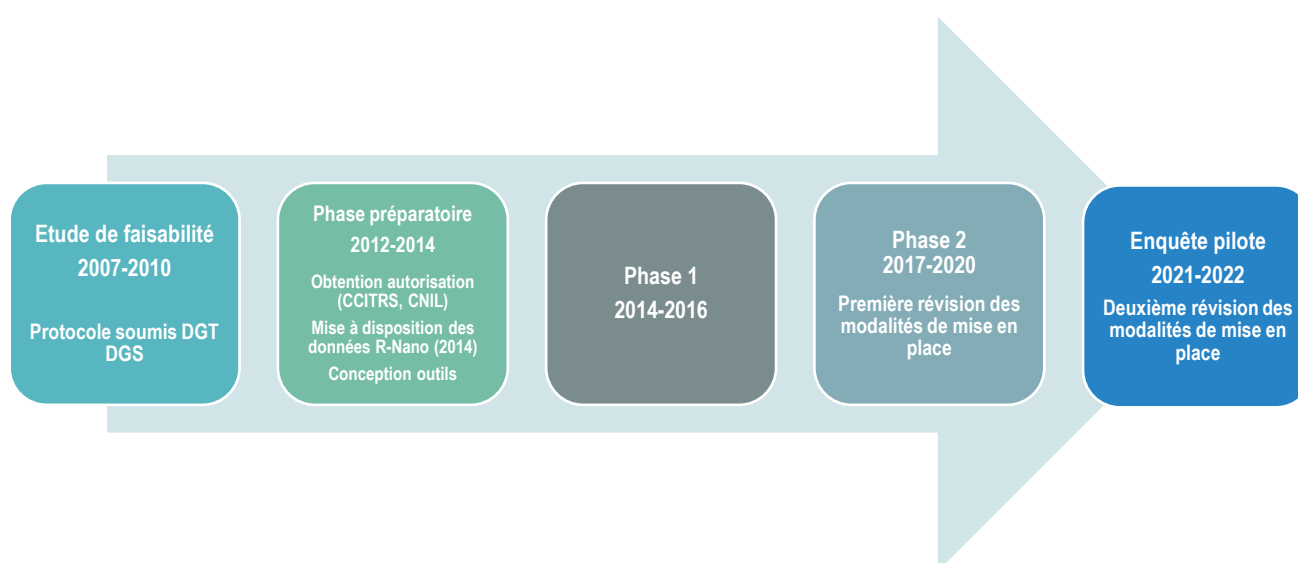 Etude de faisabilité
2007-2010
Protocole soumis DGT
DGS
Phase préparatoire
2012-2014
Obtention autorisation
(CCITRS, CNIL)
Mise à disposition des
données R-Nano (2014)
Conception outils
Phase 1
2014-2016
Phase 2
2017-2020
Première révision des
modalités de mise en
place
Enquête pilote
2021-2022
Deuxième révision des
modalités de mise en
place